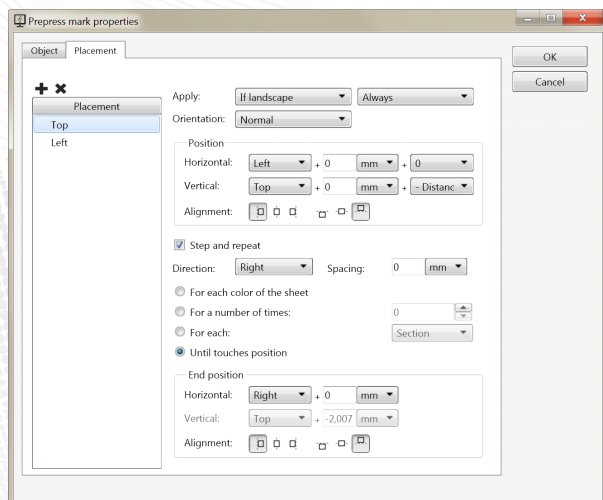 Prepress mark properties
Object Placement
OK
Cancel
Placement
Top
Left
Apply: If landscape Always
Orientation: Normal
Position
Horizontal: Left + 0 mm + 0
Vertical: Top + 0 mm + - Distanc
Alignment:
Step and repeat
Direction: Right Spacing: 0 mm
For each color of the sheet
For a number of times: 0
For each: Section
Until touches position
End position
Horizontal: Right + 0 mm
Vertical: Top + -2,007 mm
Alignment: